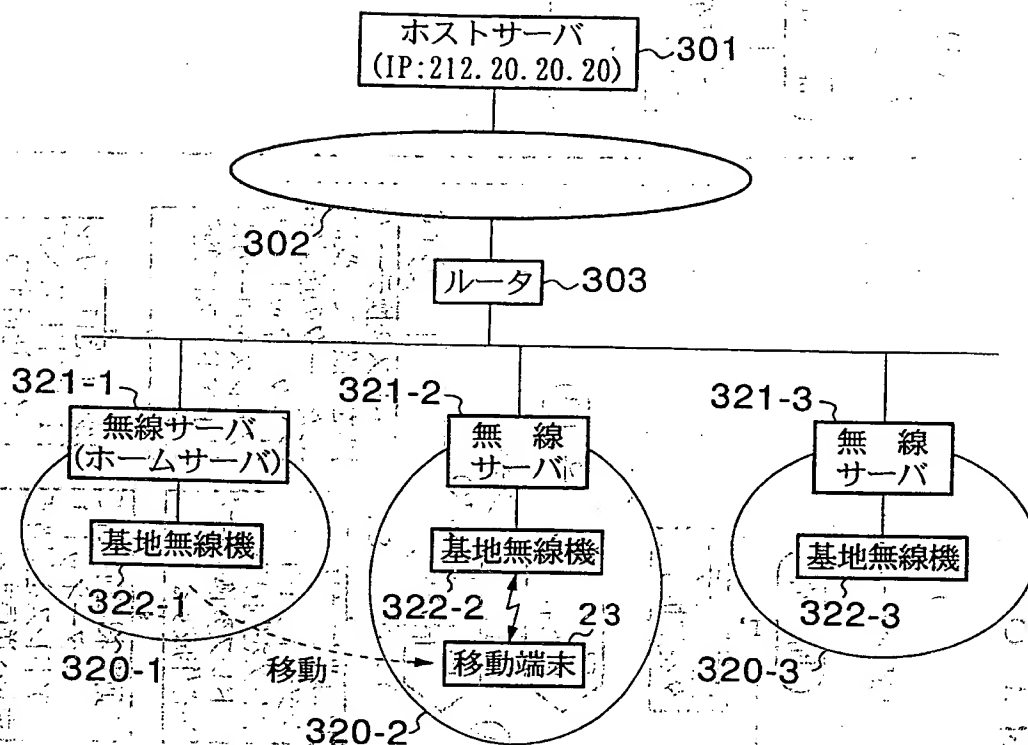 ホストサーバ
(IP:212.20.20.20)
301
302
ルータ
303
321-1
321-2
321-3
無線サーバ
(ホームサーバ)
無 線
サーバ
無 線
サーバ
基地無線機
基地無線機
基地無線機
322-1
322-2
23
322-3
320-1
移動
移動端末
320-3
320-2